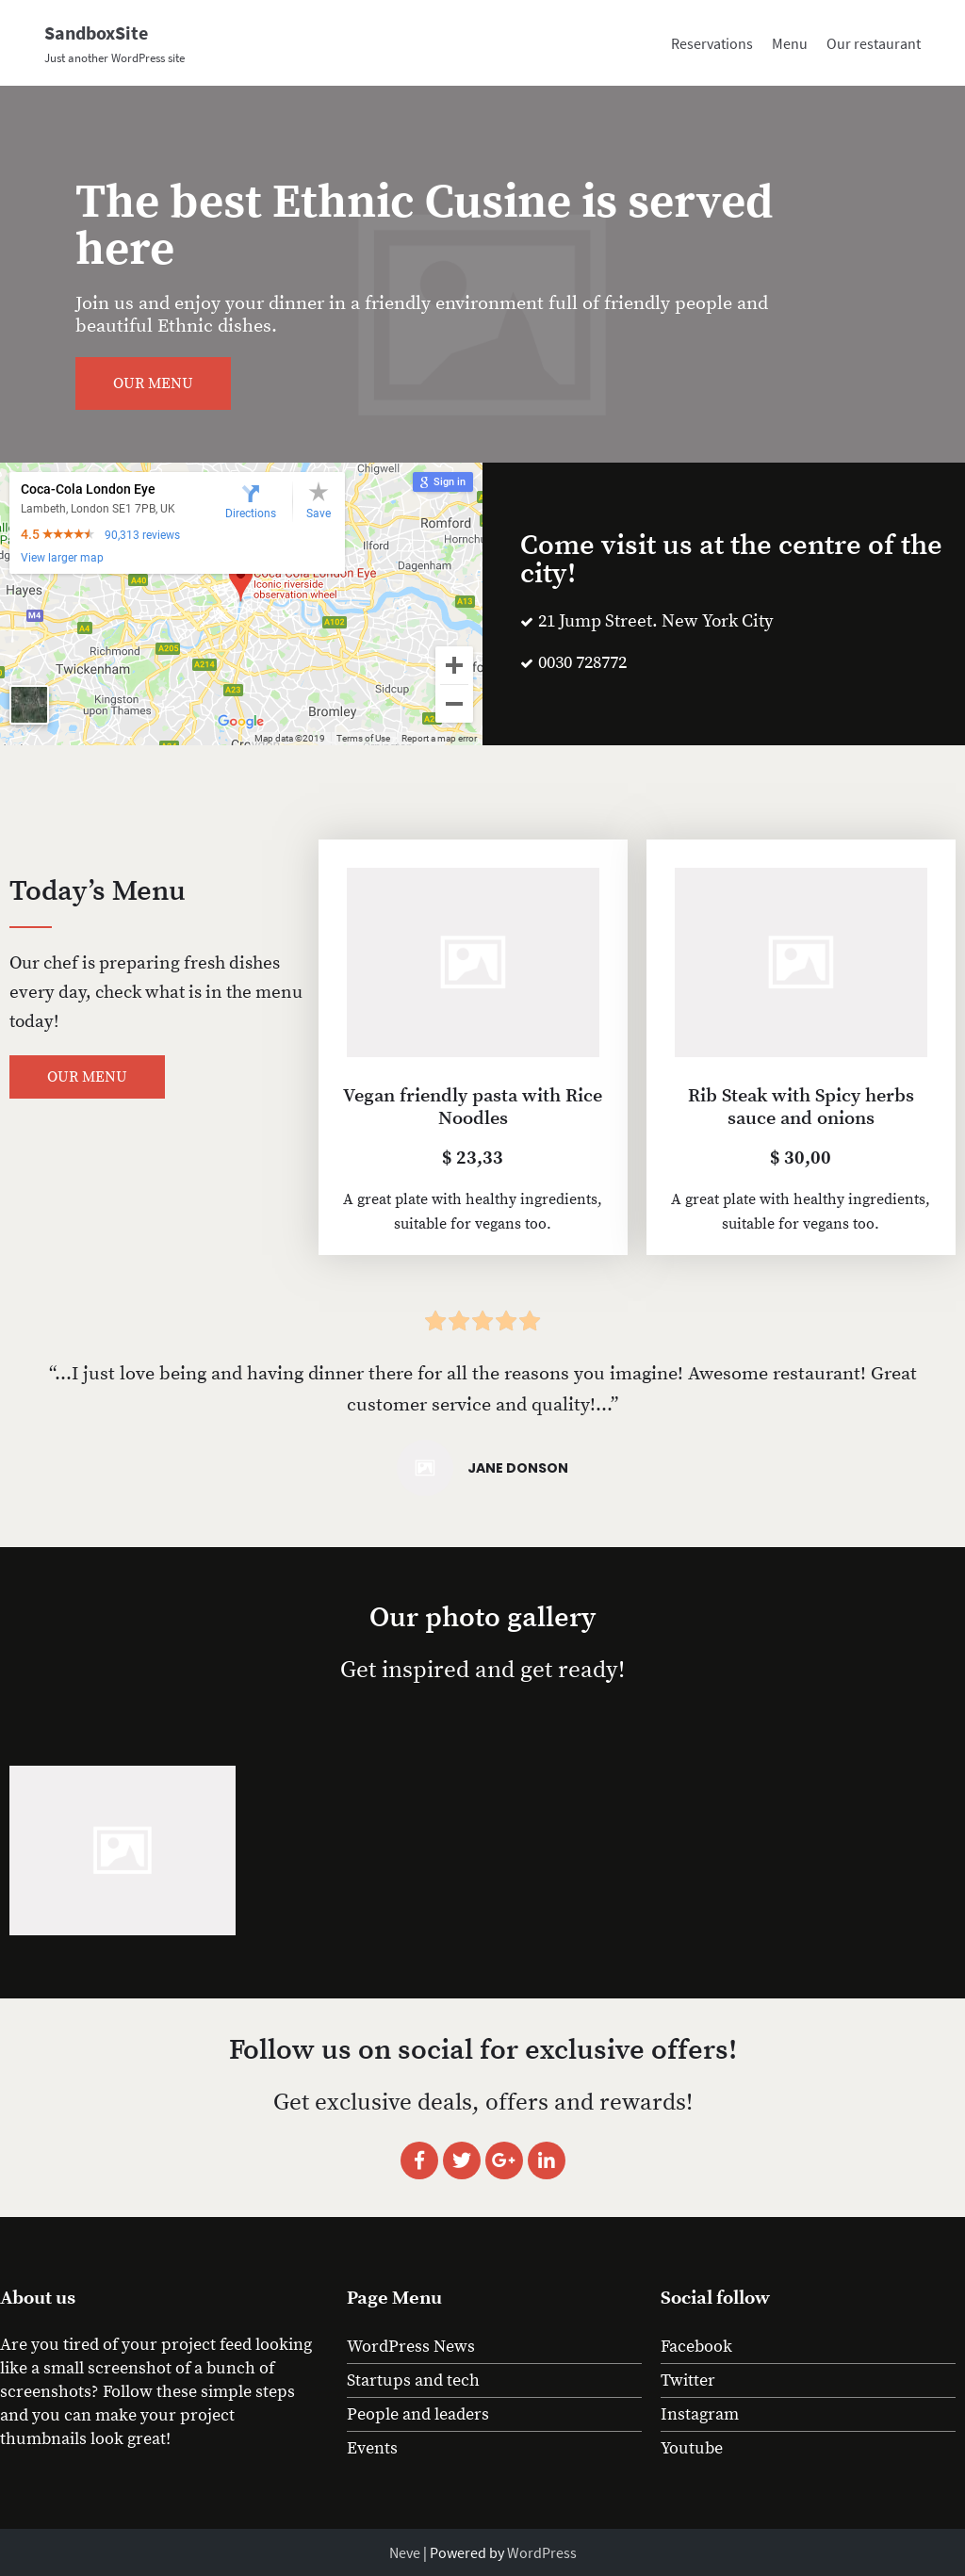 SandboxSite
Just another WordPress site
Reservations Menu Our restaurant
The best Ethnic Cusine is served
here
Join us and enjoy your dinner in a friendly environment full of friendly people and
beautiful Ethnic dishes.
OUR MENU
Coca-Cola London Eye
Lambeth, London SE1 7PB, UK
4.5 90,313 reviews
View larger map
Directions
Save
Sign in
Chigwell
Romford
Ilford
Dagenham
Coca-Cola London Eye
Iconic riverside
observation wheel
A40
Hayes
M4
A4
A13
A102
Richmond
A205
Twickenham
A214
A23
Sidcup
Kingston
upon Thames
Bromley
Google
Map data ©2019 Terms of Use Report a map error
Come visit us at the centre of the
city!
21 Jump Street. New York City
0030 728772
Today’s Menu
Our chef is preparing fresh dishes
every day, check what is in the menu
today!
OUR MENU
Vegan friendly pasta with Rice
Noodles
$ 23,33
A great plate with healthy ingredients,
suitable for vegans too.
Rib Steak with Spicy herbs
sauce and onions
$ 30,00
A great plate with healthy ingredients,
suitable for vegans too.
“…I just love being and having dinner there for all the reasons you imagine! Awesome restaurant! Great
customer service and quality!…”
JANE DONSON
Our photo gallery
Get inspired and get ready!
Follow us on social for exclusive offers!
Get exclusive deals, offers and rewards!
About us
Are you tired of your project feed looking
like a small screenshot of a bunch of
screenshots? Follow these simple steps
and you can make your project
thumbnails look great!
Page Menu
WordPress News
Startups and tech
People and leaders
Events
Social follow
Facebook
Twitter
Instagram
Youtube
Neve | Powered by WordPress